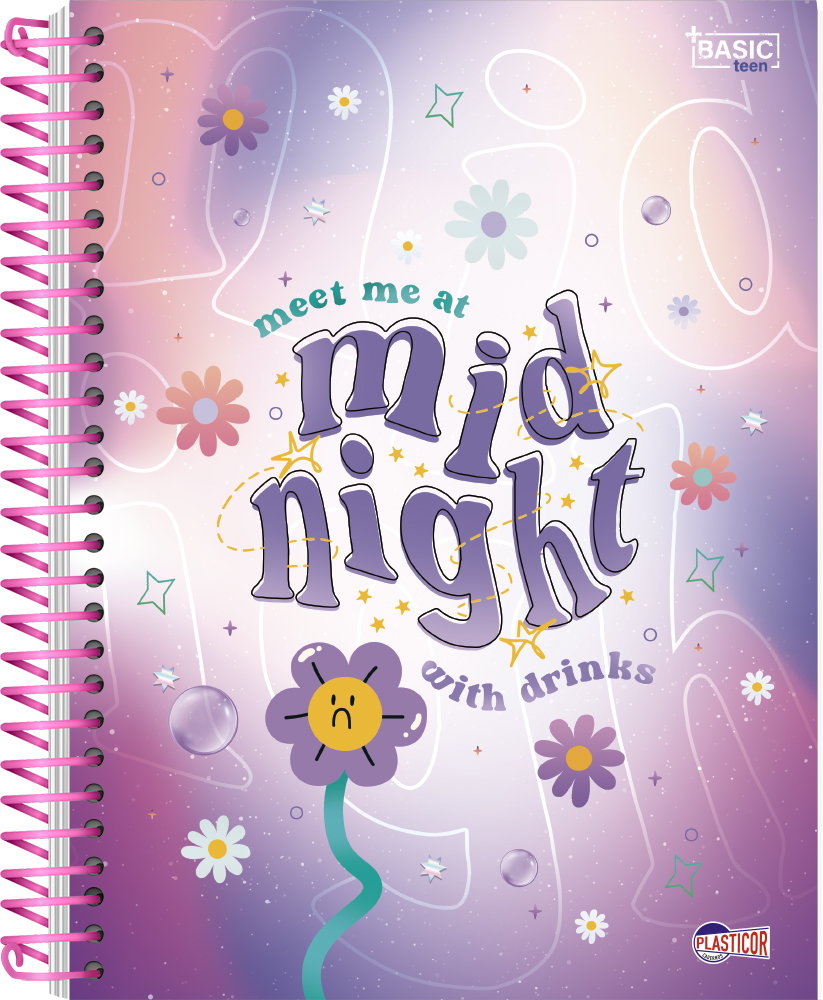 +BASIC
teen
meet me at
mid
night
with drinks
PLASTICOR